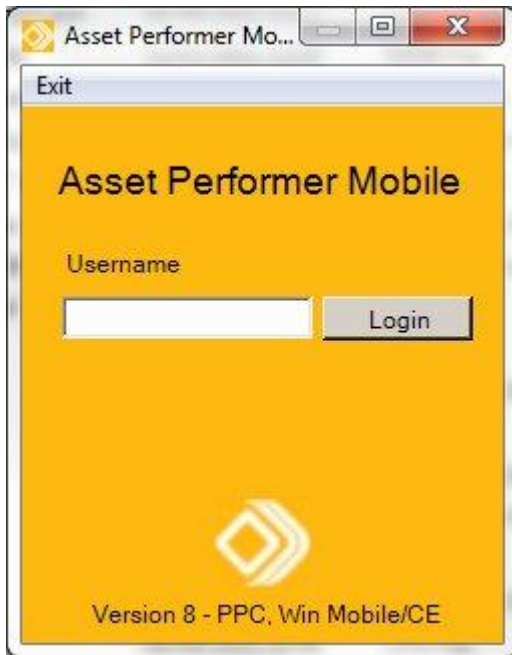 Asset Performer Mo...
Exit
Asset Performer Mobile
Username
Login
Version 8 - PPC, Win Mobile/CE